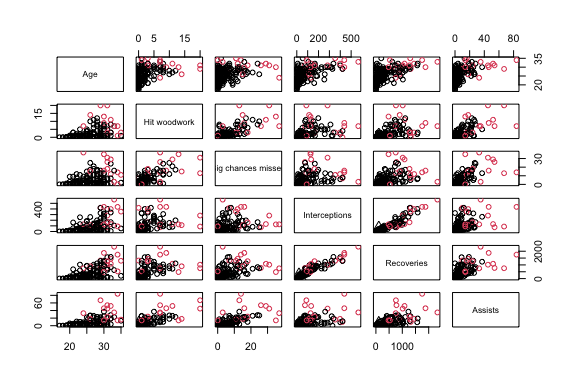 0 5 15
0 200 500
0 40 80
Age
20 35
0 15
Hit woodwork
ig chances misse
0 30
0 400
Interceptions
Recoveries
0 2000
0 60
Assists
20 30
0 20
0 1000